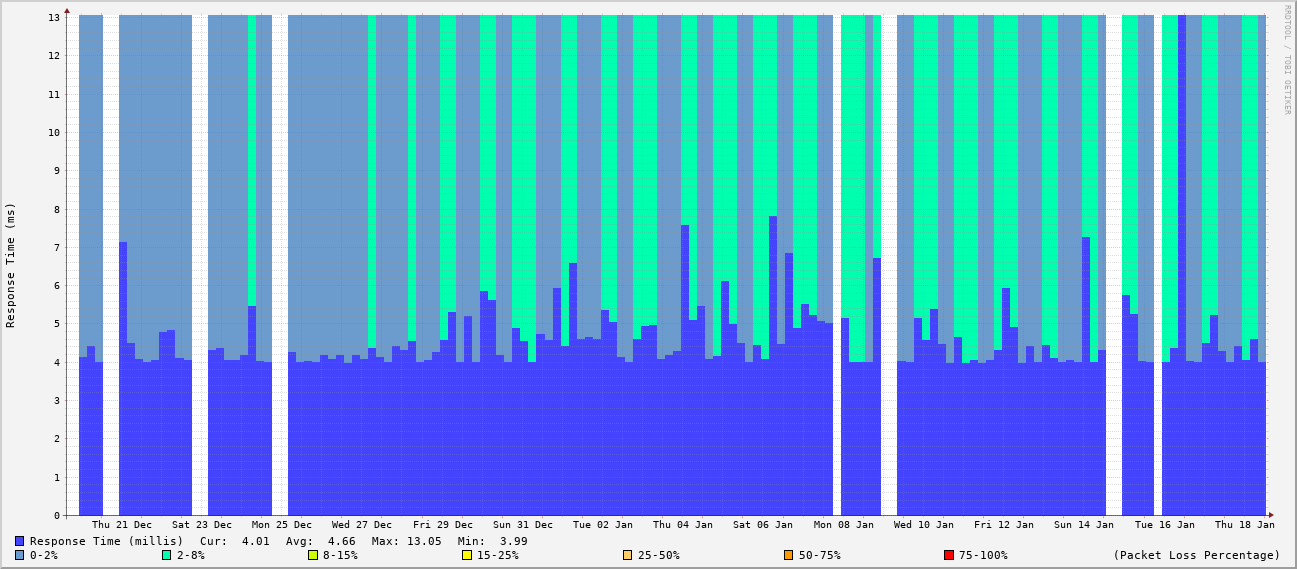 RRDTOOL / TOBI OETIKER
Response Time (ms)
13
12
11
10
9
8
7
6
5
4
3
2
1
0
Thu 21 Dec Sat 23 Dec Mon 25 Dec Wed 27 Dec Fri 29 Dec Sun 31 Dec Tue 02 Jan Thu 04 Jan Sat 06 Jan Mon 08 Jan Wed 10 Jan Fri 12 Jan Sun 14 Jan Tue 16 Jan Thu 18 Jan
Response Time (millis) Cur: 4.01 Avg: 4.66 Max: 13.05 Min: 3.99
0-2% 2-8% 8-15% 15-25% 25-50% 50-75% 75-100% (Packet Loss Percentage)